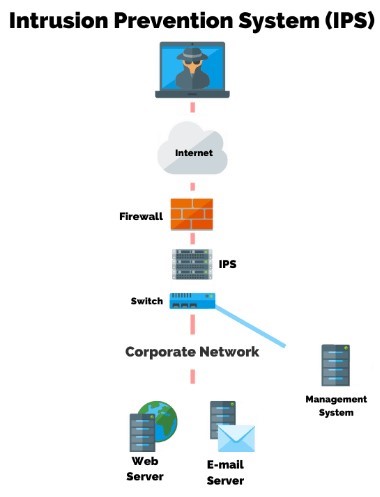 Intrusion Prevention System (IPS)
Internet
Firewall
IPS
Switch
Corporate Network
Management
System
Web
Server
E-mail
Server